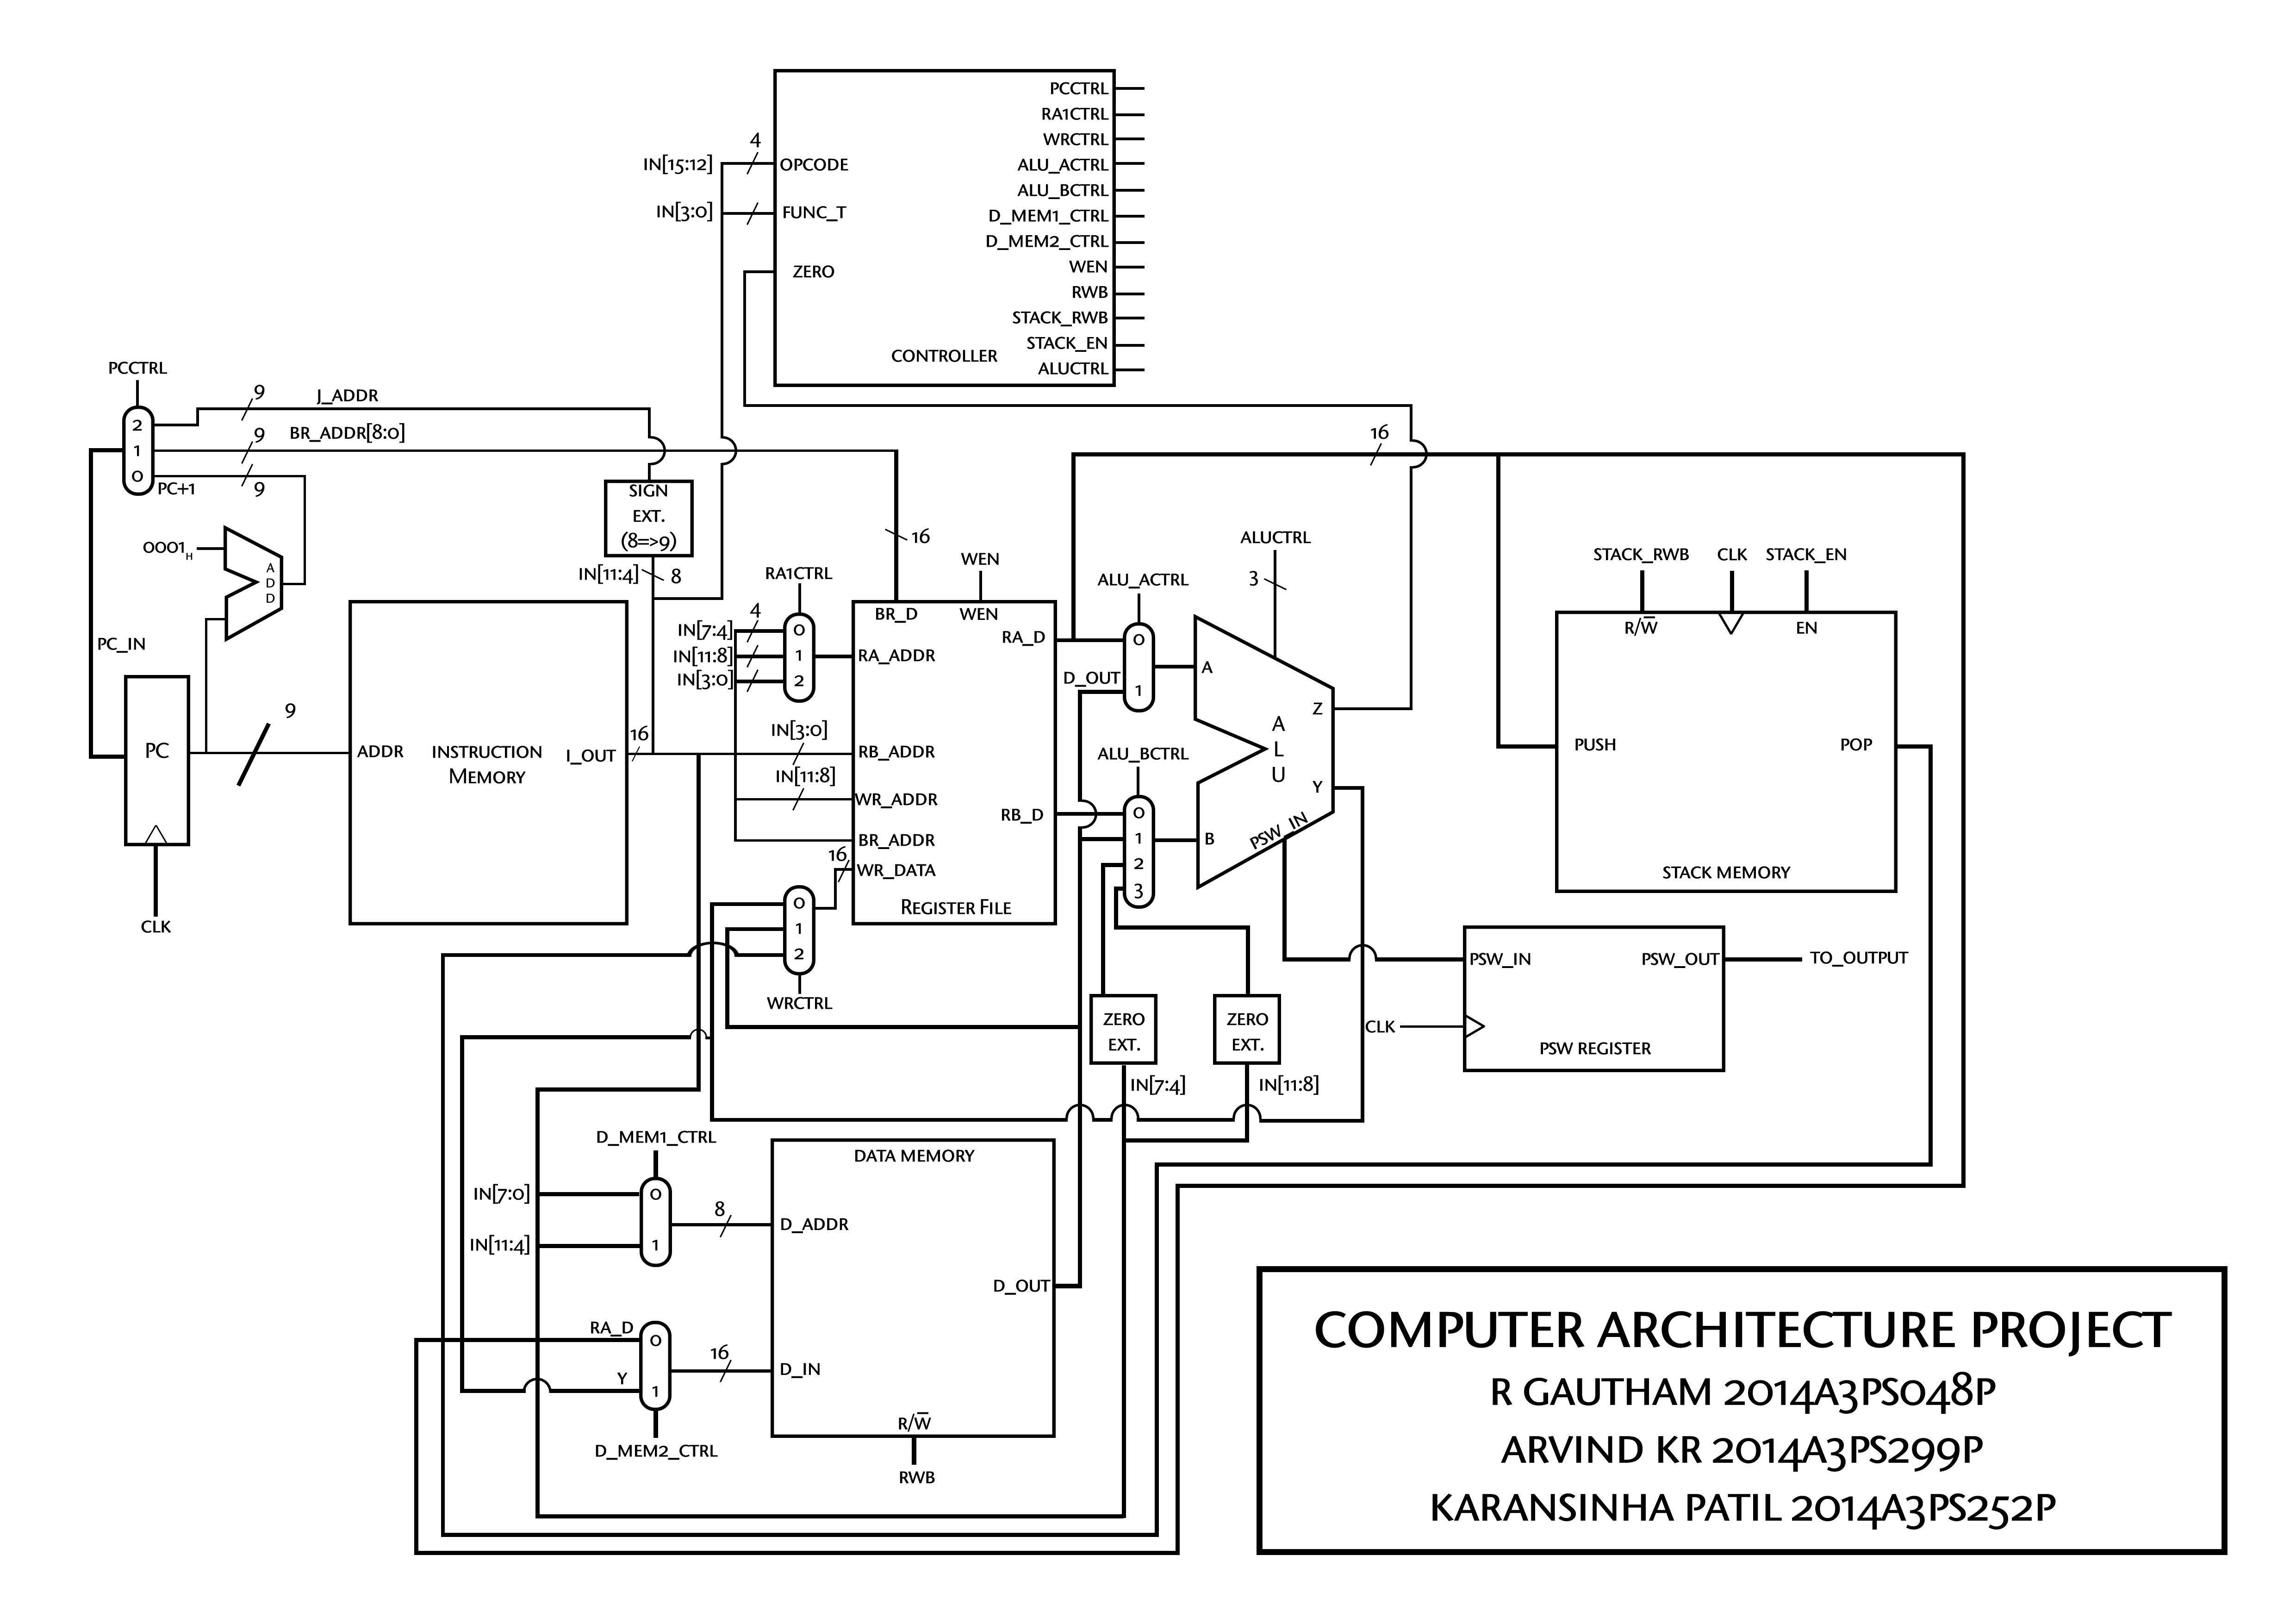 PCCTRL
RA1CTRL
WRCTRL
4
IN[15:12]
OPCODE
ALU_ACTRL
ALU_BCTRL
IN[3:0]
FUNC_T
D_MEM1_CTRL
D_MEM2_CTRL
ZERO
WEN
RWB
STACK_RWB
STACK_EN
CONTROLLER
ALUCTRL
PCCTRL
9
J_ADDR
2
9
BR_ADDR[8:0]
16
1
0
PC+1
9
SIGN
EXT.
(8=>9)
16
0001H
A
D
D
IN[11:4]
8
RA1CTRL
WEN
ALUCTRL
3
ALU_ACTRL
STACK_RWB
CLK
STACK_EN
PC_IN
4
IN[7:4]
0
IN[11:8]
1
IN[3:0]
2
BR_D
WEN
RA_D
RA_ADDR
0
D_OUT
1
A
R/W̅
EN
9
PC
ADDR
INSTRUCTION
MEMORY
I_OUT
16
IN[3:0]
RB_ADDR
IN[11:8]
WR_ADDR
RB_D
BR_ADDR
16
WR_DATA
REGISTER FILE
ALU_BCTRL
0
1
2
3
B
A
L
U
Z
Y
PSW_IN
PUSH
POP
STACK MEMORY
CLK
0
1
2
WRCTRL
PSW_IN
PSW_OUT
TO_OUTPUT
CLK
PSW REGISTER
ZERO
EXT.
ZERO
EXT.
IN[7:4]
IN[11:8]
D_MEM1_CTRL
DATA MEMORY
IN[7:0]
0
8
D_ADDR
IN[11:4]
1
D_OUT
RA_D
0
16
D_IN
Y
1
R/W̅
D_MEM2_CTRL
RWB
COMPUTER ARCHITECTURE PROJECT
R GAUTHAM 2014A3PS048P
ARVIND KR 2014A3PS299P
KARANSINHA PATIL 2014A3PS252P